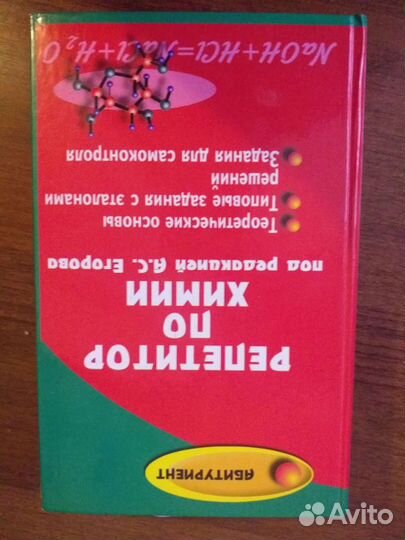 АБИТУРИЕНТ
РЕПЕТИТОР
ПО
ХИМИИ
под редакцией А.С. Егорова
Теоретические основы
Типовые задания с эталонами
решений
Задания для самоконтроля
NaOH+HCl=NaCl+H₂O
Avito